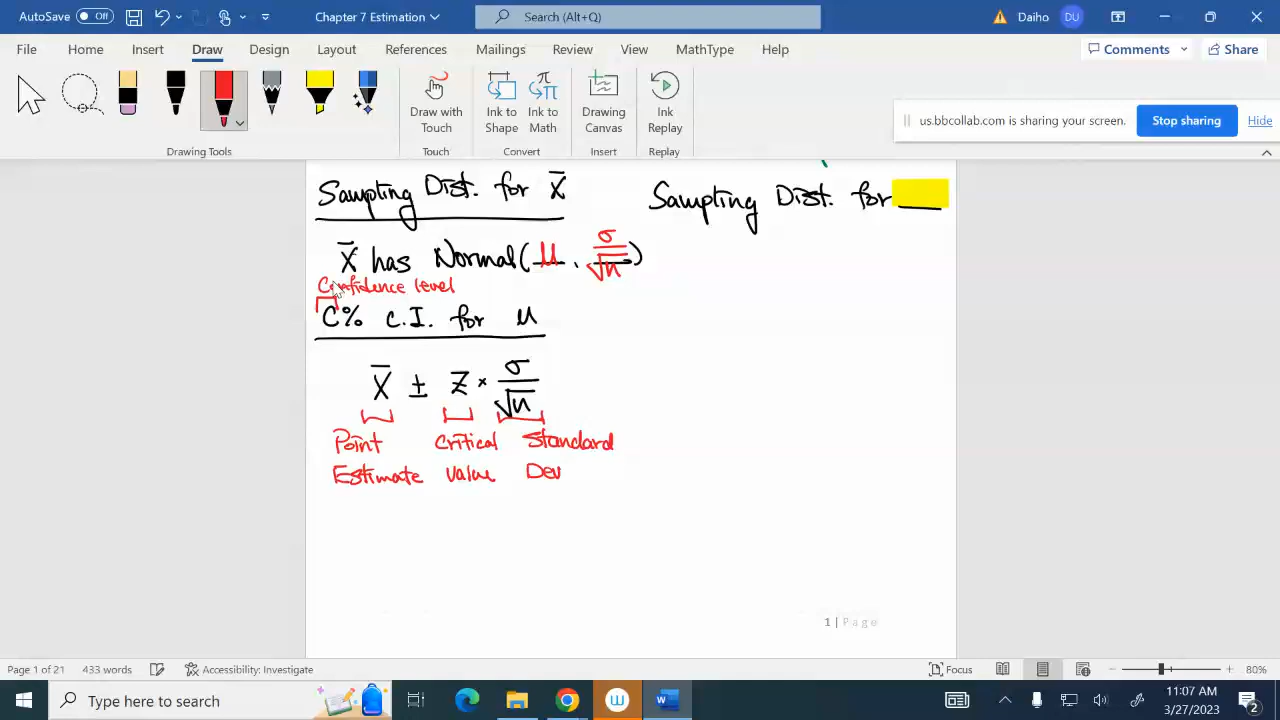 AutoSave Off Chapter 7 Estimation Search (Alt+Q) Daiho DU
File Home Insert Draw Design Layout References Mailings Review View MathType Help Comments Share
Draw with Touch Ink to Shape Ink to Math Drawing Canvas Ink Replay
Drawing Tools Touch Convert Insert Replay
us.bbcollab.com is sharing your screen. Stop sharing Hide
Sampting Dist. for X̄
Sampting Dist. for __
X̄ has Normal(μ, σ/√n)
Confidence level
C% C.I. for μ
X̄ ± Z × σ/√n
Point Critical Standard
Estimate Value Dev
1 | Page
Page 1 of 21 433 words Accessibility: Investigate Focus 80%
Type here to search 11:07 AM
3/27/2023 2